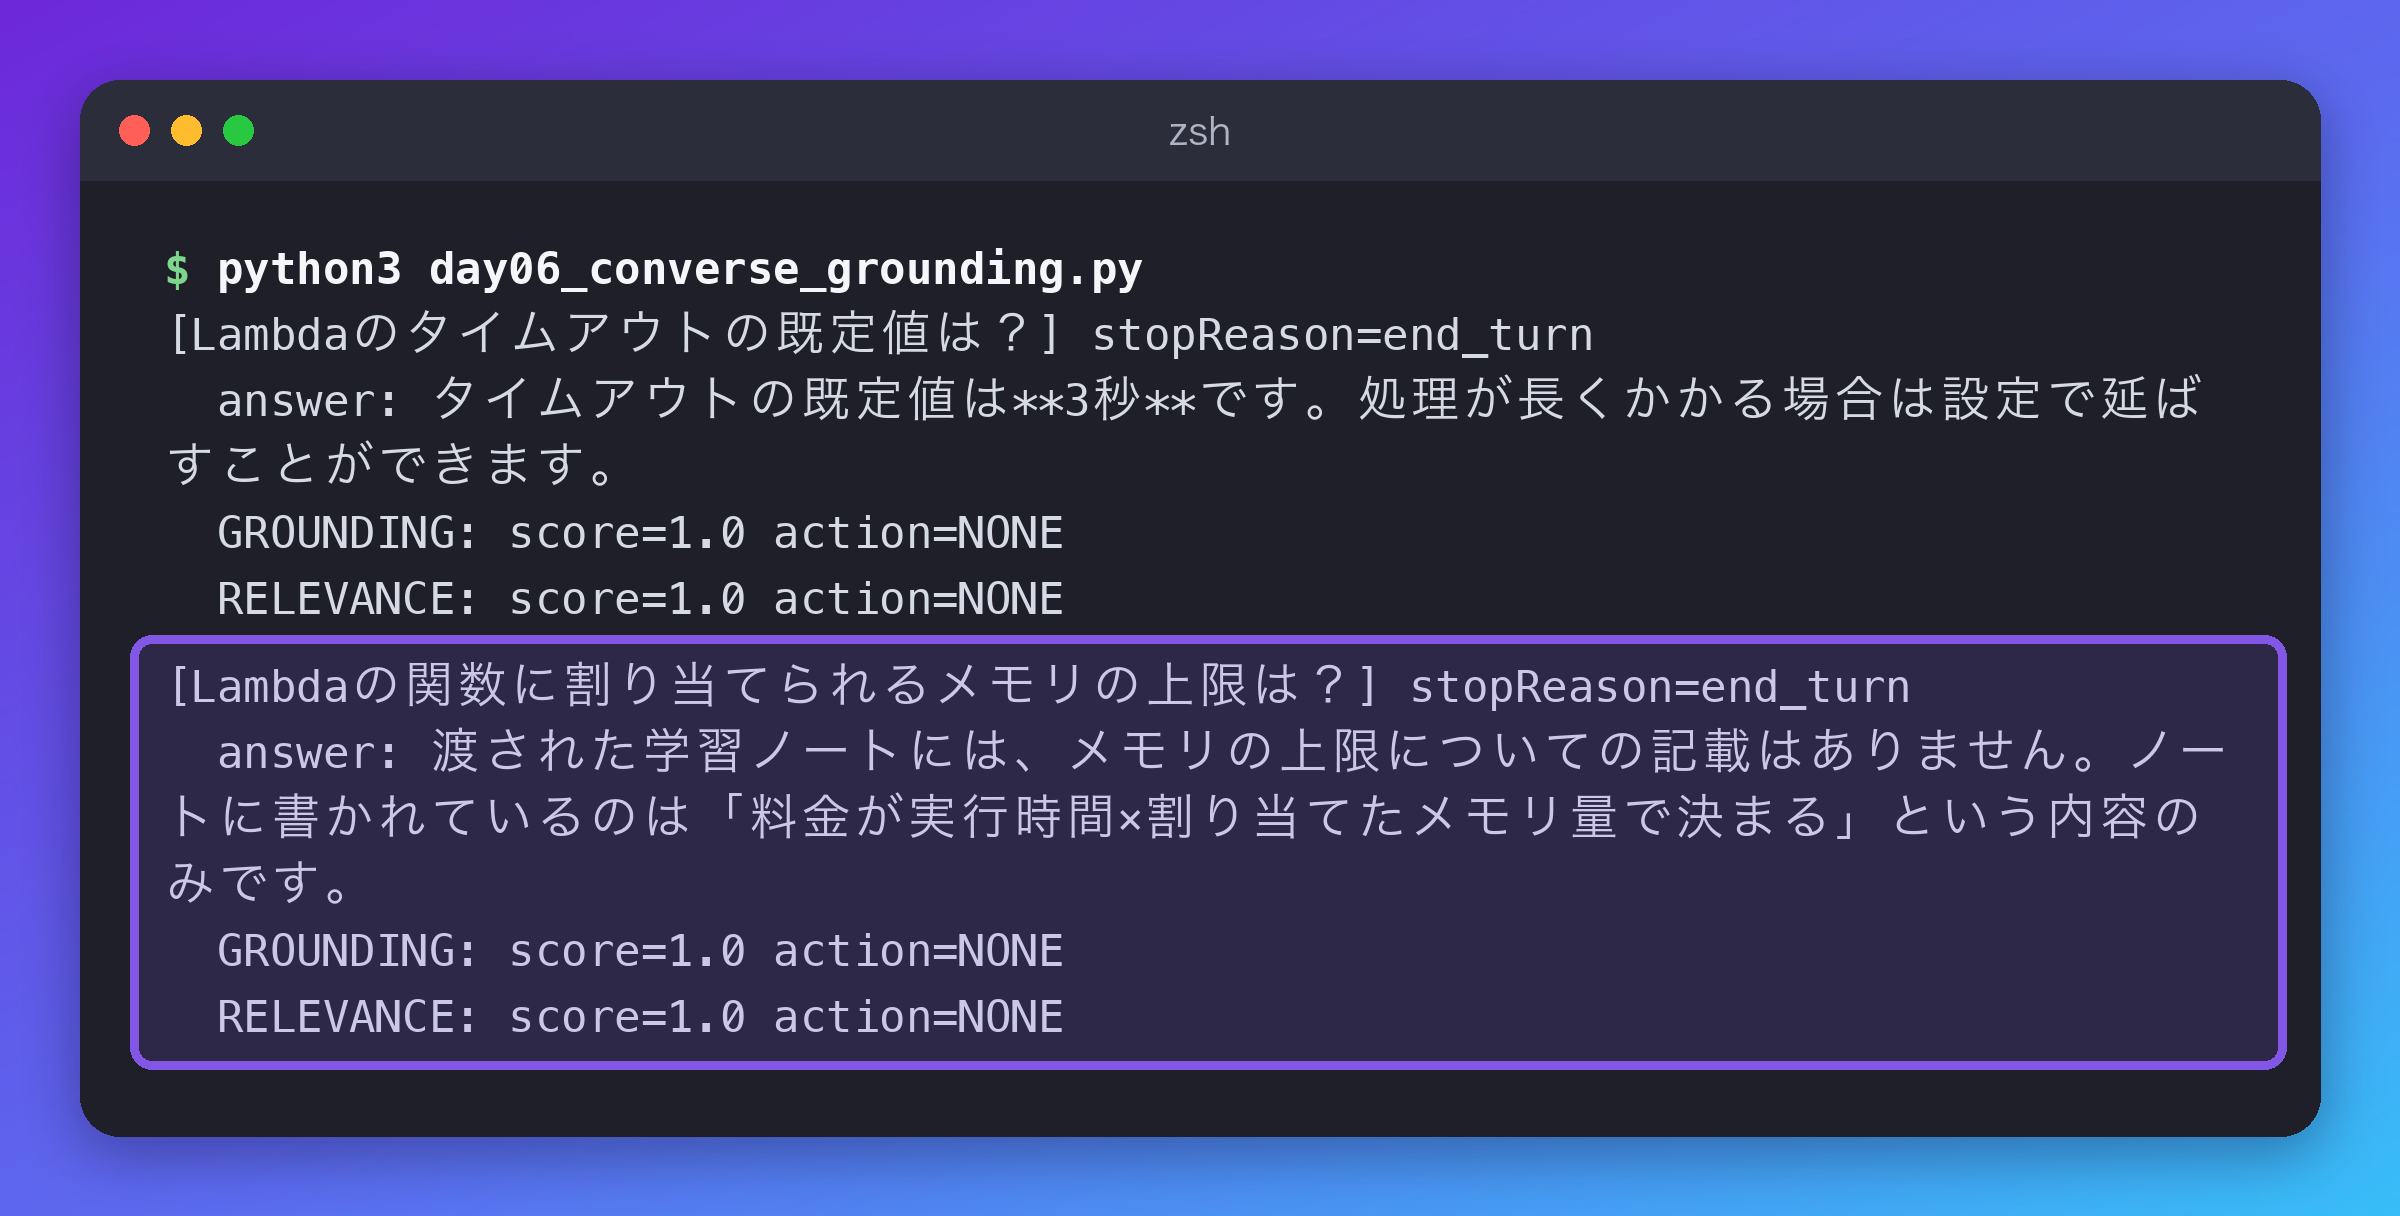 zsh
$ python3 day06_converse_grounding.py
[Lambdaのタイムアウトの既定値は？] stopReason=end_turn
  answer: タイムアウトの既定値は**3秒**です。処理が長くかかる場合は設定で延ば
すことができます。
  GROUNDING: score=1.0 action=NONE
  RELEVANCE: score=1.0 action=NONE
[Lambdaの関数に割り当てられるメモリの上限は？] stopReason=end_turn
  answer: 渡された学習ノートには、メモリの上限についての記載はありません。ノー
トに書かれているのは「料金が実行時間×割り当てたメモリ量で決まる」という内容の
みです。
  GROUNDING: score=1.0 action=NONE
  RELEVANCE: score=1.0 action=NONE